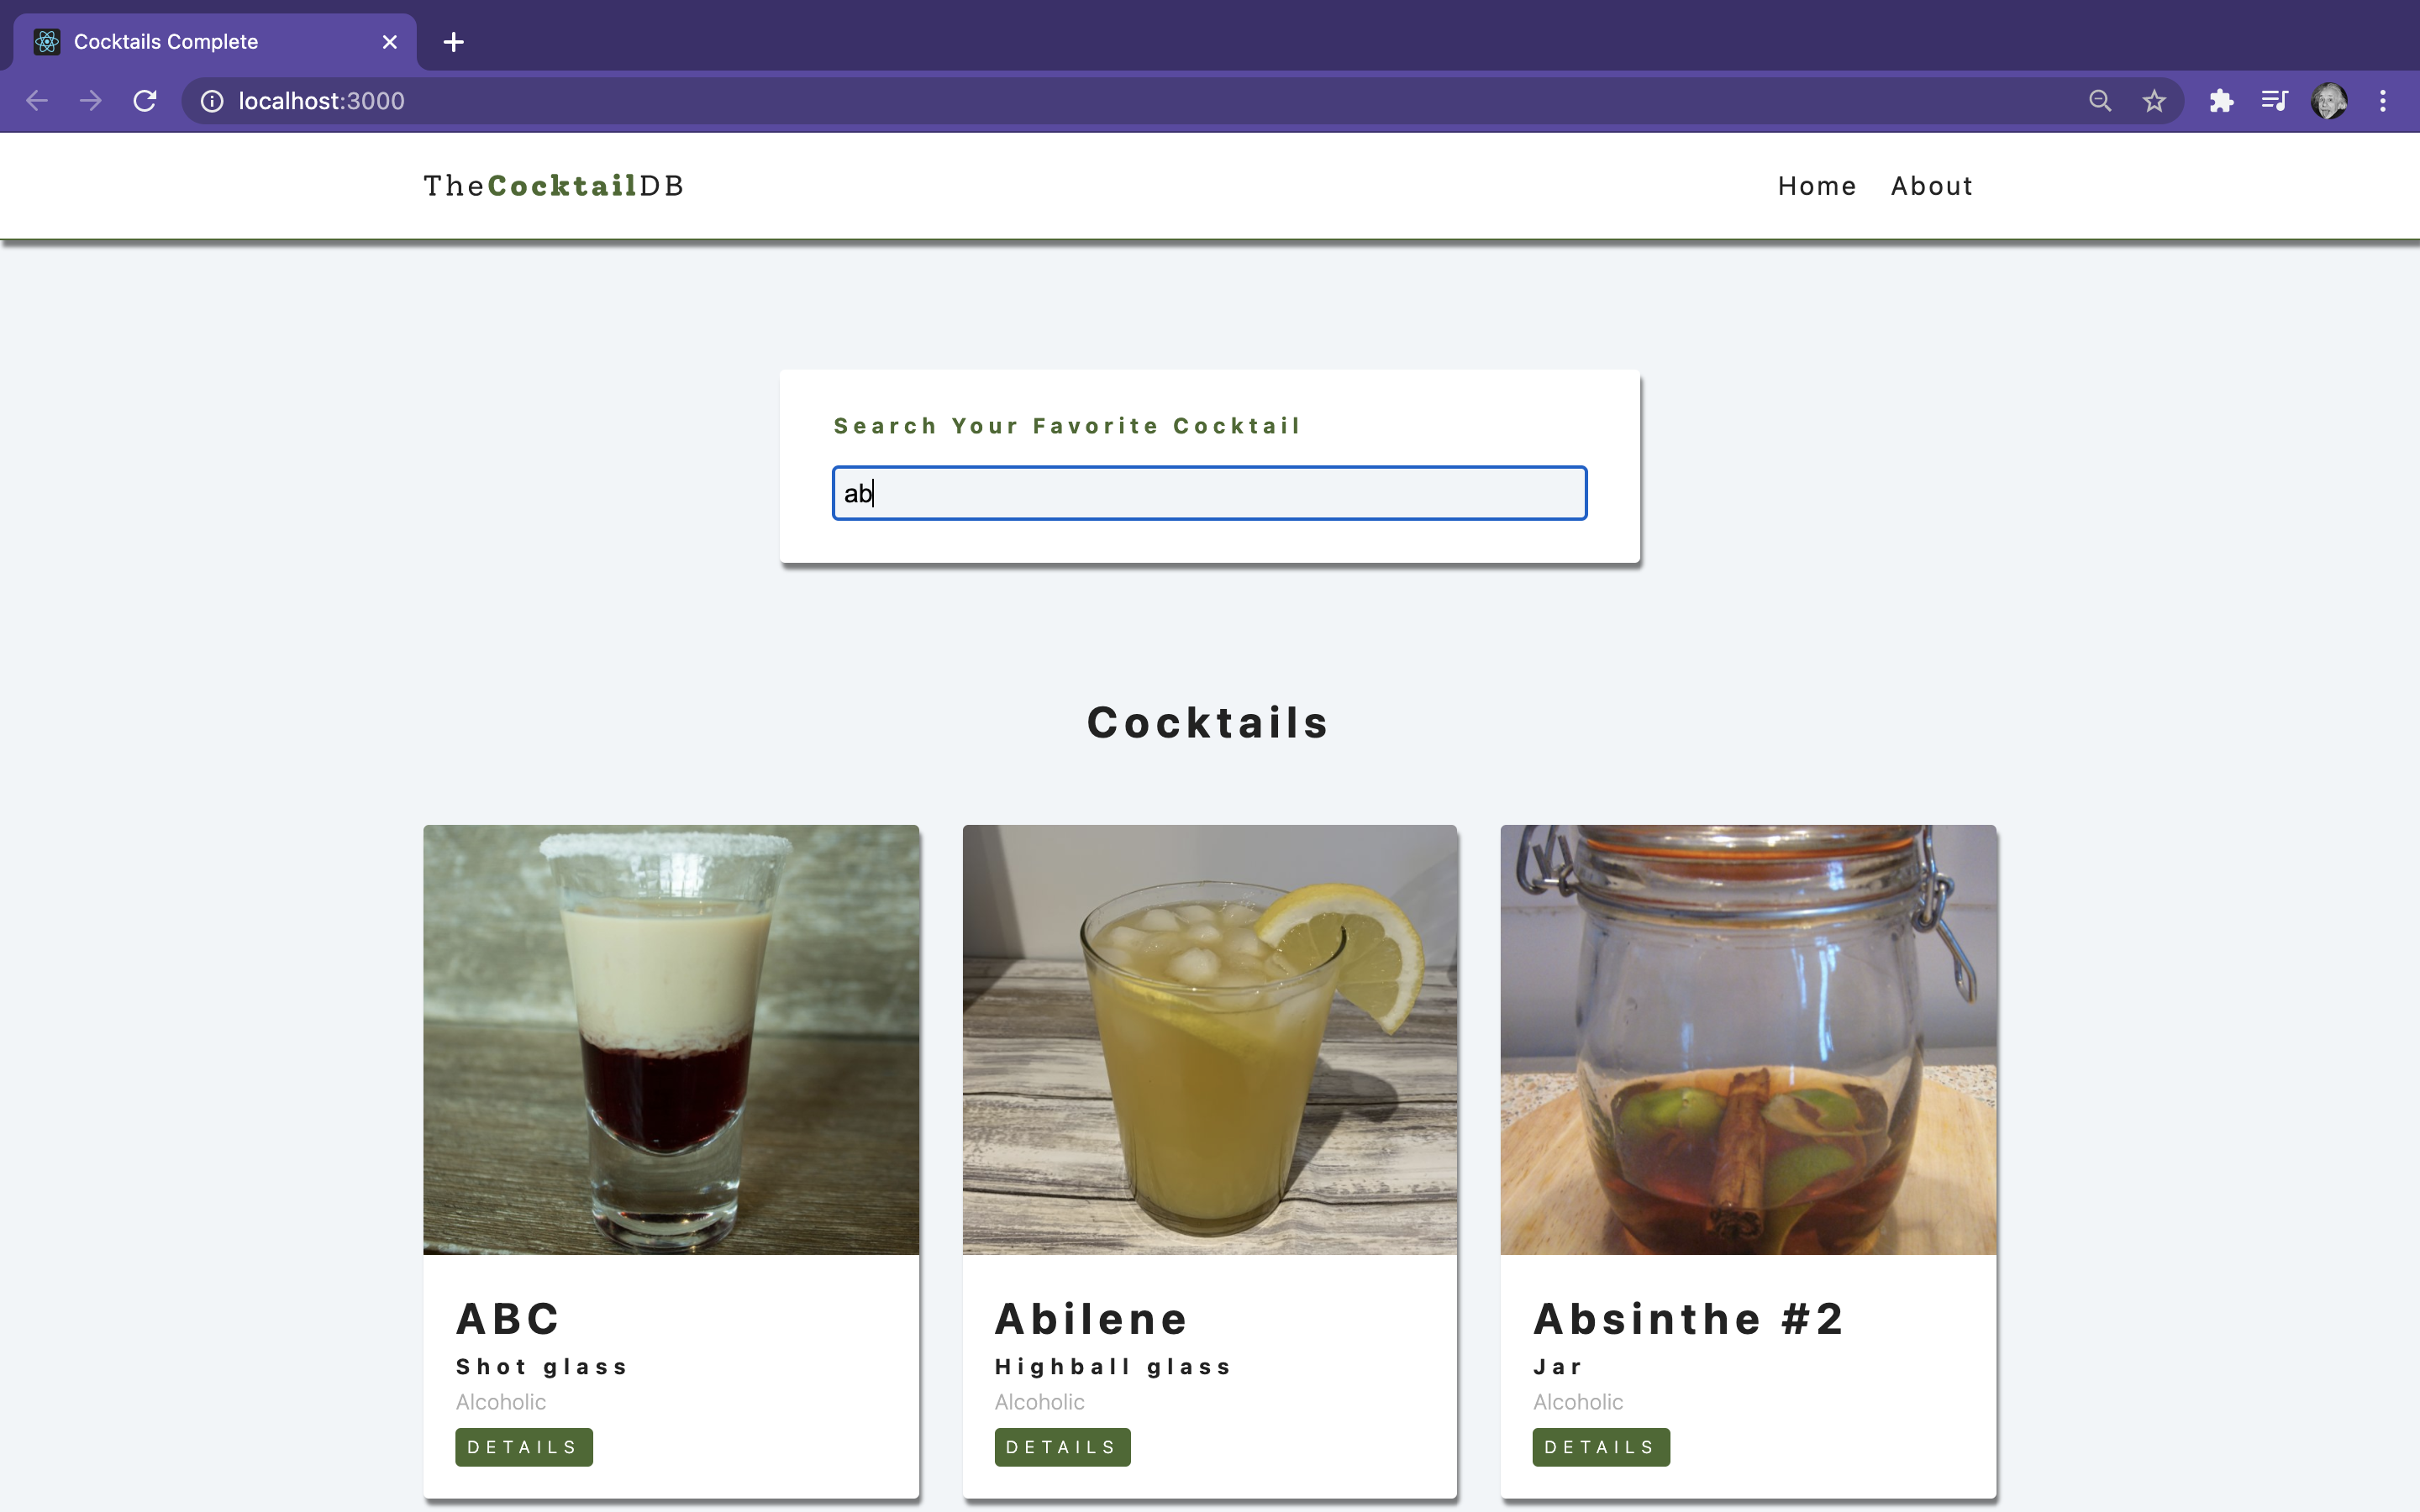 Cocktails Complete
localhost:3000
TheCocktailDB
Home About
Search Your Favorite Cocktail
ab
Cocktails
ABC
Shot glass
Alcoholic
DETAILS
Abilene
Highball glass
Alcoholic
DETAILS
Absinthe #2
Jar
Alcoholic
DETAILS